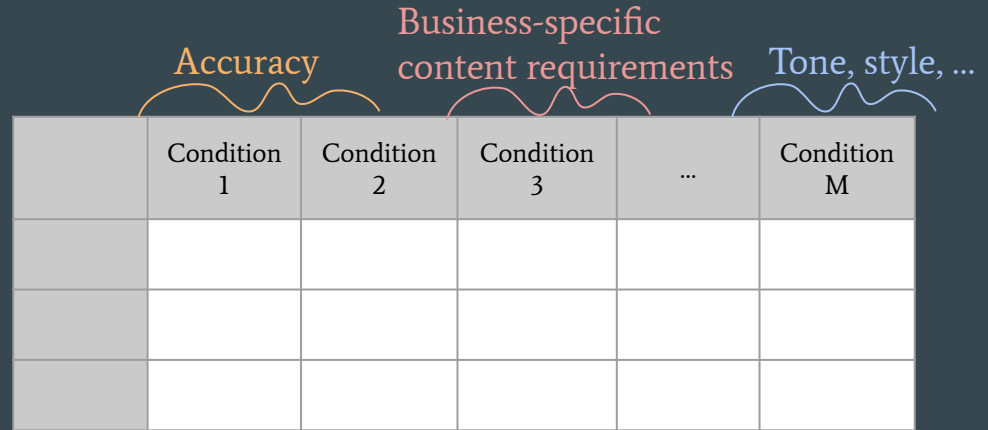 Accuracy
Business-specific
content requirements
Tone, style, ...
Condition
1
Condition
2
Condition
3
...
Condition
M